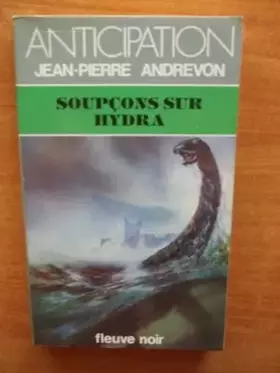 ANTICIPATION
JEAN-PIERRE ANDREVON
SOUPÇONS SUR
HYDRA
fleuve noir